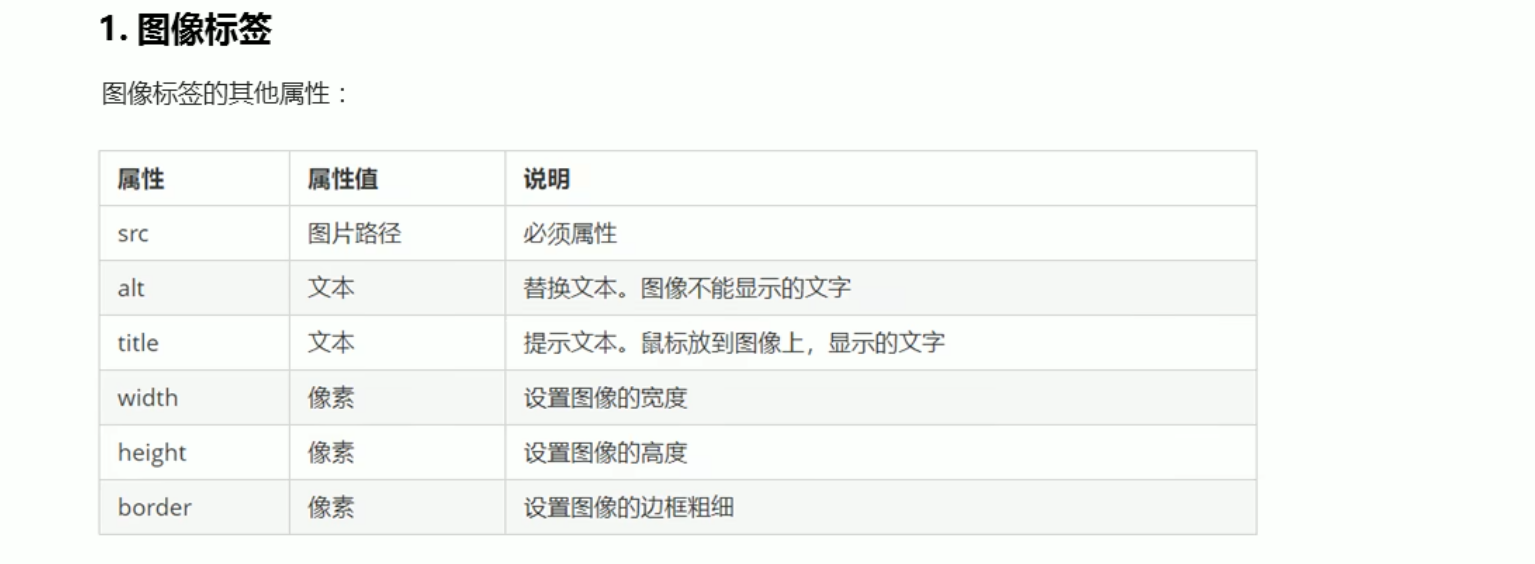 1. 图像标签
图像标签的其他属性：
属性 属性值 说明
src 图片路径 必须属性
alt 文本 替换文本。图像不能显示的文字
title 文本 提示文本。鼠标放到图像上，显示的文字
width 像素 设置图像的宽度
height 像素 设置图像的高度
border 像素 设置图像的边框粗细